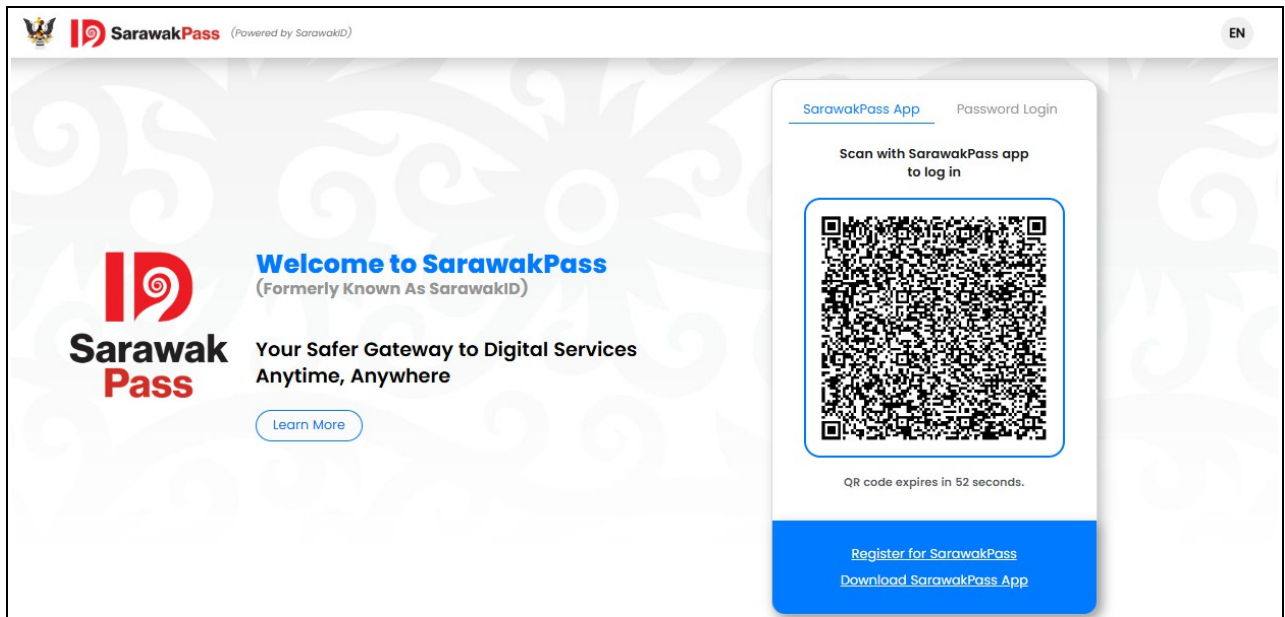 SarawakPass (Powered by SarawakID)
EN
SarawakPass App
Password Login
Scan with SarawakPass app
to log in
Welcome to SarawakPass
(Formerly Known As SarawakID)
Sarawak
Pass
Your Safer Gateway to Digital Services
Anytime, Anywhere
Learn More
QR code expires in 52 seconds.
Register for SarawakPass
Download SarawakPass App